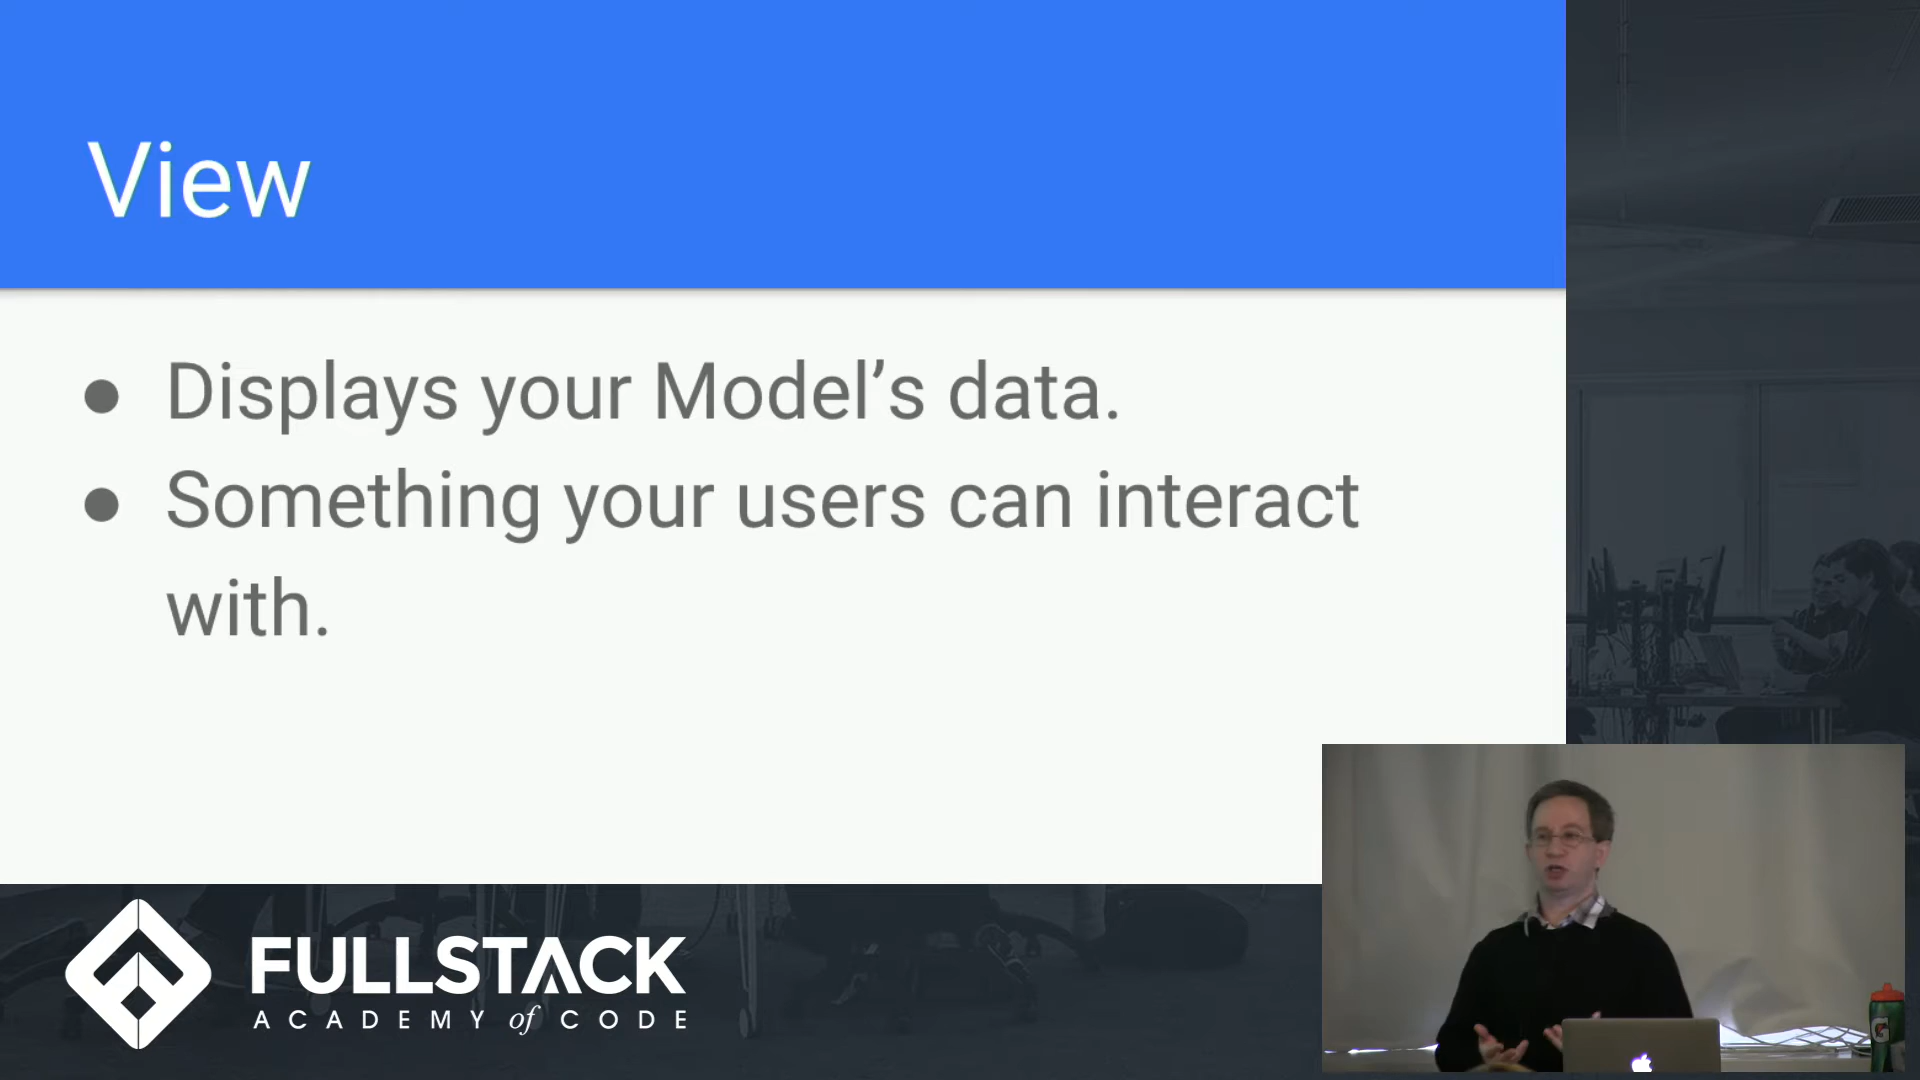 View
● Displays your Model’s data.
● Something your users can interact
with.
FULLSTACK
ACADEMY of CODE
G